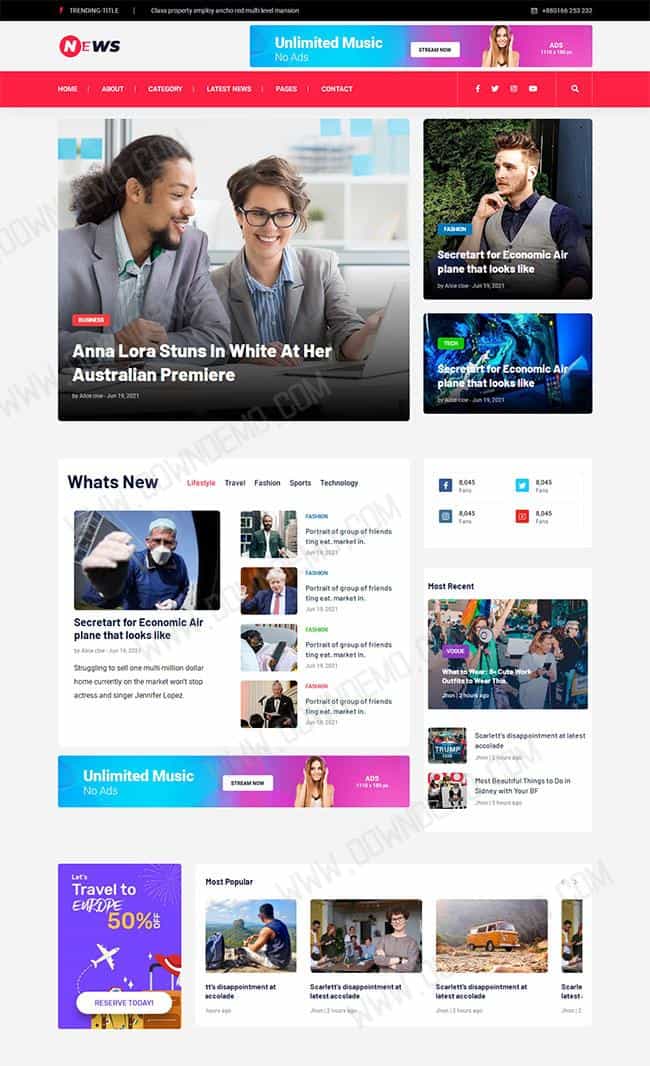 TRENDING-TITLE
Class property employ ancho red multi level mansion
+880166 253 232
NEWS
Unlimited Music
No Ads
STREAM NOW
ADS
HOME
ABOUT
CATEGORY
LATEST NEWS
PAGES
CONTACT
BUSINESS
Anna Lora Stuns In White At Her
Australian Premiere
by Alice cloe - Jun 19, 2021
FASHION
Secretart for Economic Air
plane that looks like
by Alice cloe - Jun 19, 2021
TECH
Secretart for Economic Air
plane that looks like
by Alice cloe - Jun 19, 2021
Whats New
Lifestyle
Travel
Fashion
Sports
Technology
Secretart for Economic Air
plane that looks like
by Alice cloe - Jun 19, 2021
Struggling to sell one multi-million dollar
home currently on the market won't stop
actress and singer Jennifer Lopez.
FASHION
Portrait of group of friends
ting eat. market in.
Jun 19, 2021
FASHION
Portrait of group of friends
ting eat. market in.
Jun 19, 2021
FASHION
Portrait of group of friends
ting eat. market in.
Jun 19, 2021
FASHION
Portrait of group of friends
ting eat. market in.
Jun 19, 2021
8,045
Fans
8,045
Fans
8,045
Fans
8,045
Fans
Most Recent
VOGUE
What to Wear: 9+ Cute Work
Outfits to Wear This.
Jhon | 2 hours ago
TRUMP
Scarlett's disappointment at latest
accolade
Jhon | 2 hours ago
Most Beautiful Things to Do in
Sidney with Your BF
Jhon | 3 hours ago
Unlimited Music
No Ads
STREAM NOW
ADS
Let's
Travel to
EUROPE
50% OFF
RESERVE TODAY!
Most Popular
tt's disappointment at
accolade
hours ago
Scarlett's disappointment at
latest accolade
Jhon | 2 hours ago
Scarlett's disappointment at
latest accolade
Jhon | 2 hours ago
Scarle
latest
Jhon |
WWW.DOWNDEMO.COM